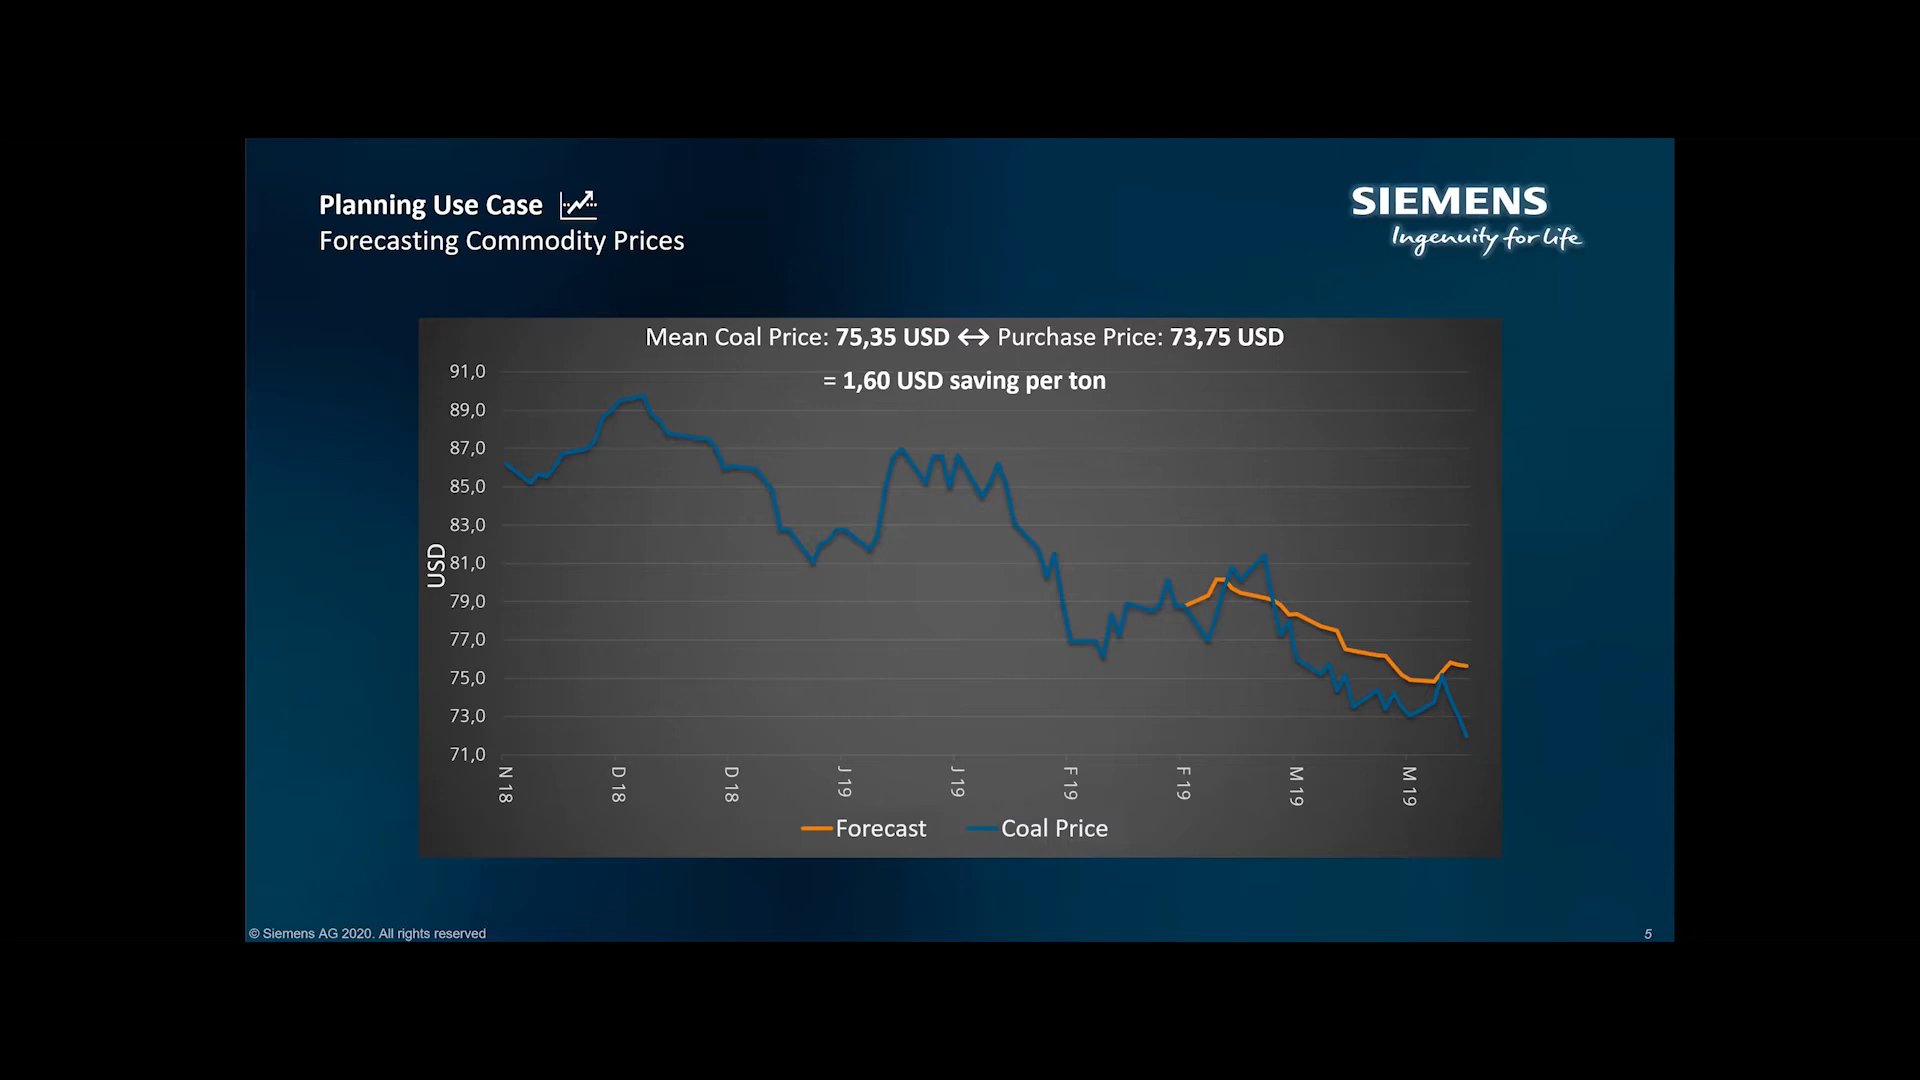 Planning Use Case
Forecasting Commodity Prices
SIEMENS
Ingenuity for life
Mean Coal Price: 75,35 USD ↔ Purchase Price: 73,75 USD
= 1,60 USD saving per ton
91,0
89,0
87,0
85,0
83,0
81,0
79,0
77,0
75,0
73,0
71,0
USD
N 18
D 18
D 18
J 19
J 19
F 19
F 19
M 19
M 19
Forecast
Coal Price
© Siemens AG 2020. All rights reserved
5